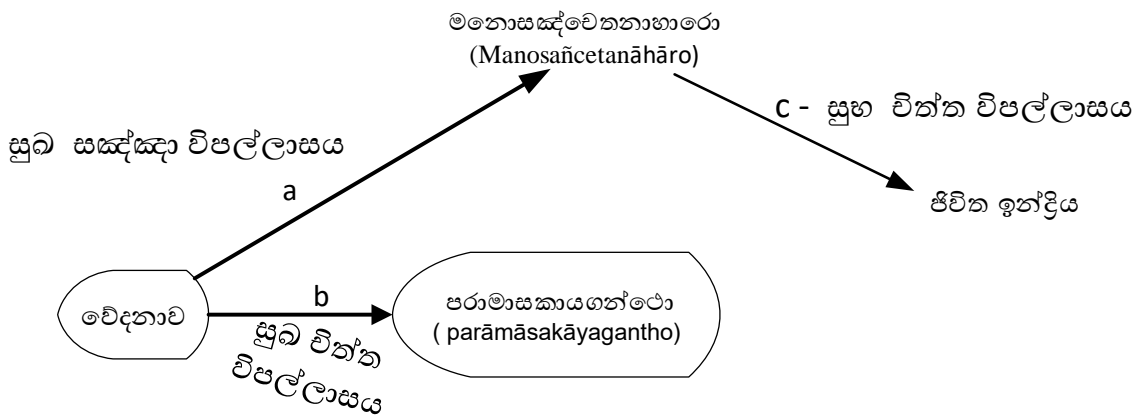 මනොසඤ්චෙතනාහාරො
(Manosañcetanāhāro)
c - සුභ චිත්ත විපල්ලාසය
සුඛ සඤ්ඤා විපල්ලාසය
a
ජිවිත ඉන්ද්‍රිය
වේදනාව
b
සුඛ චිත්ත
විපල්ලාසය
පරාමාසකායගන්ථො
( parāmāsakāyagantho)